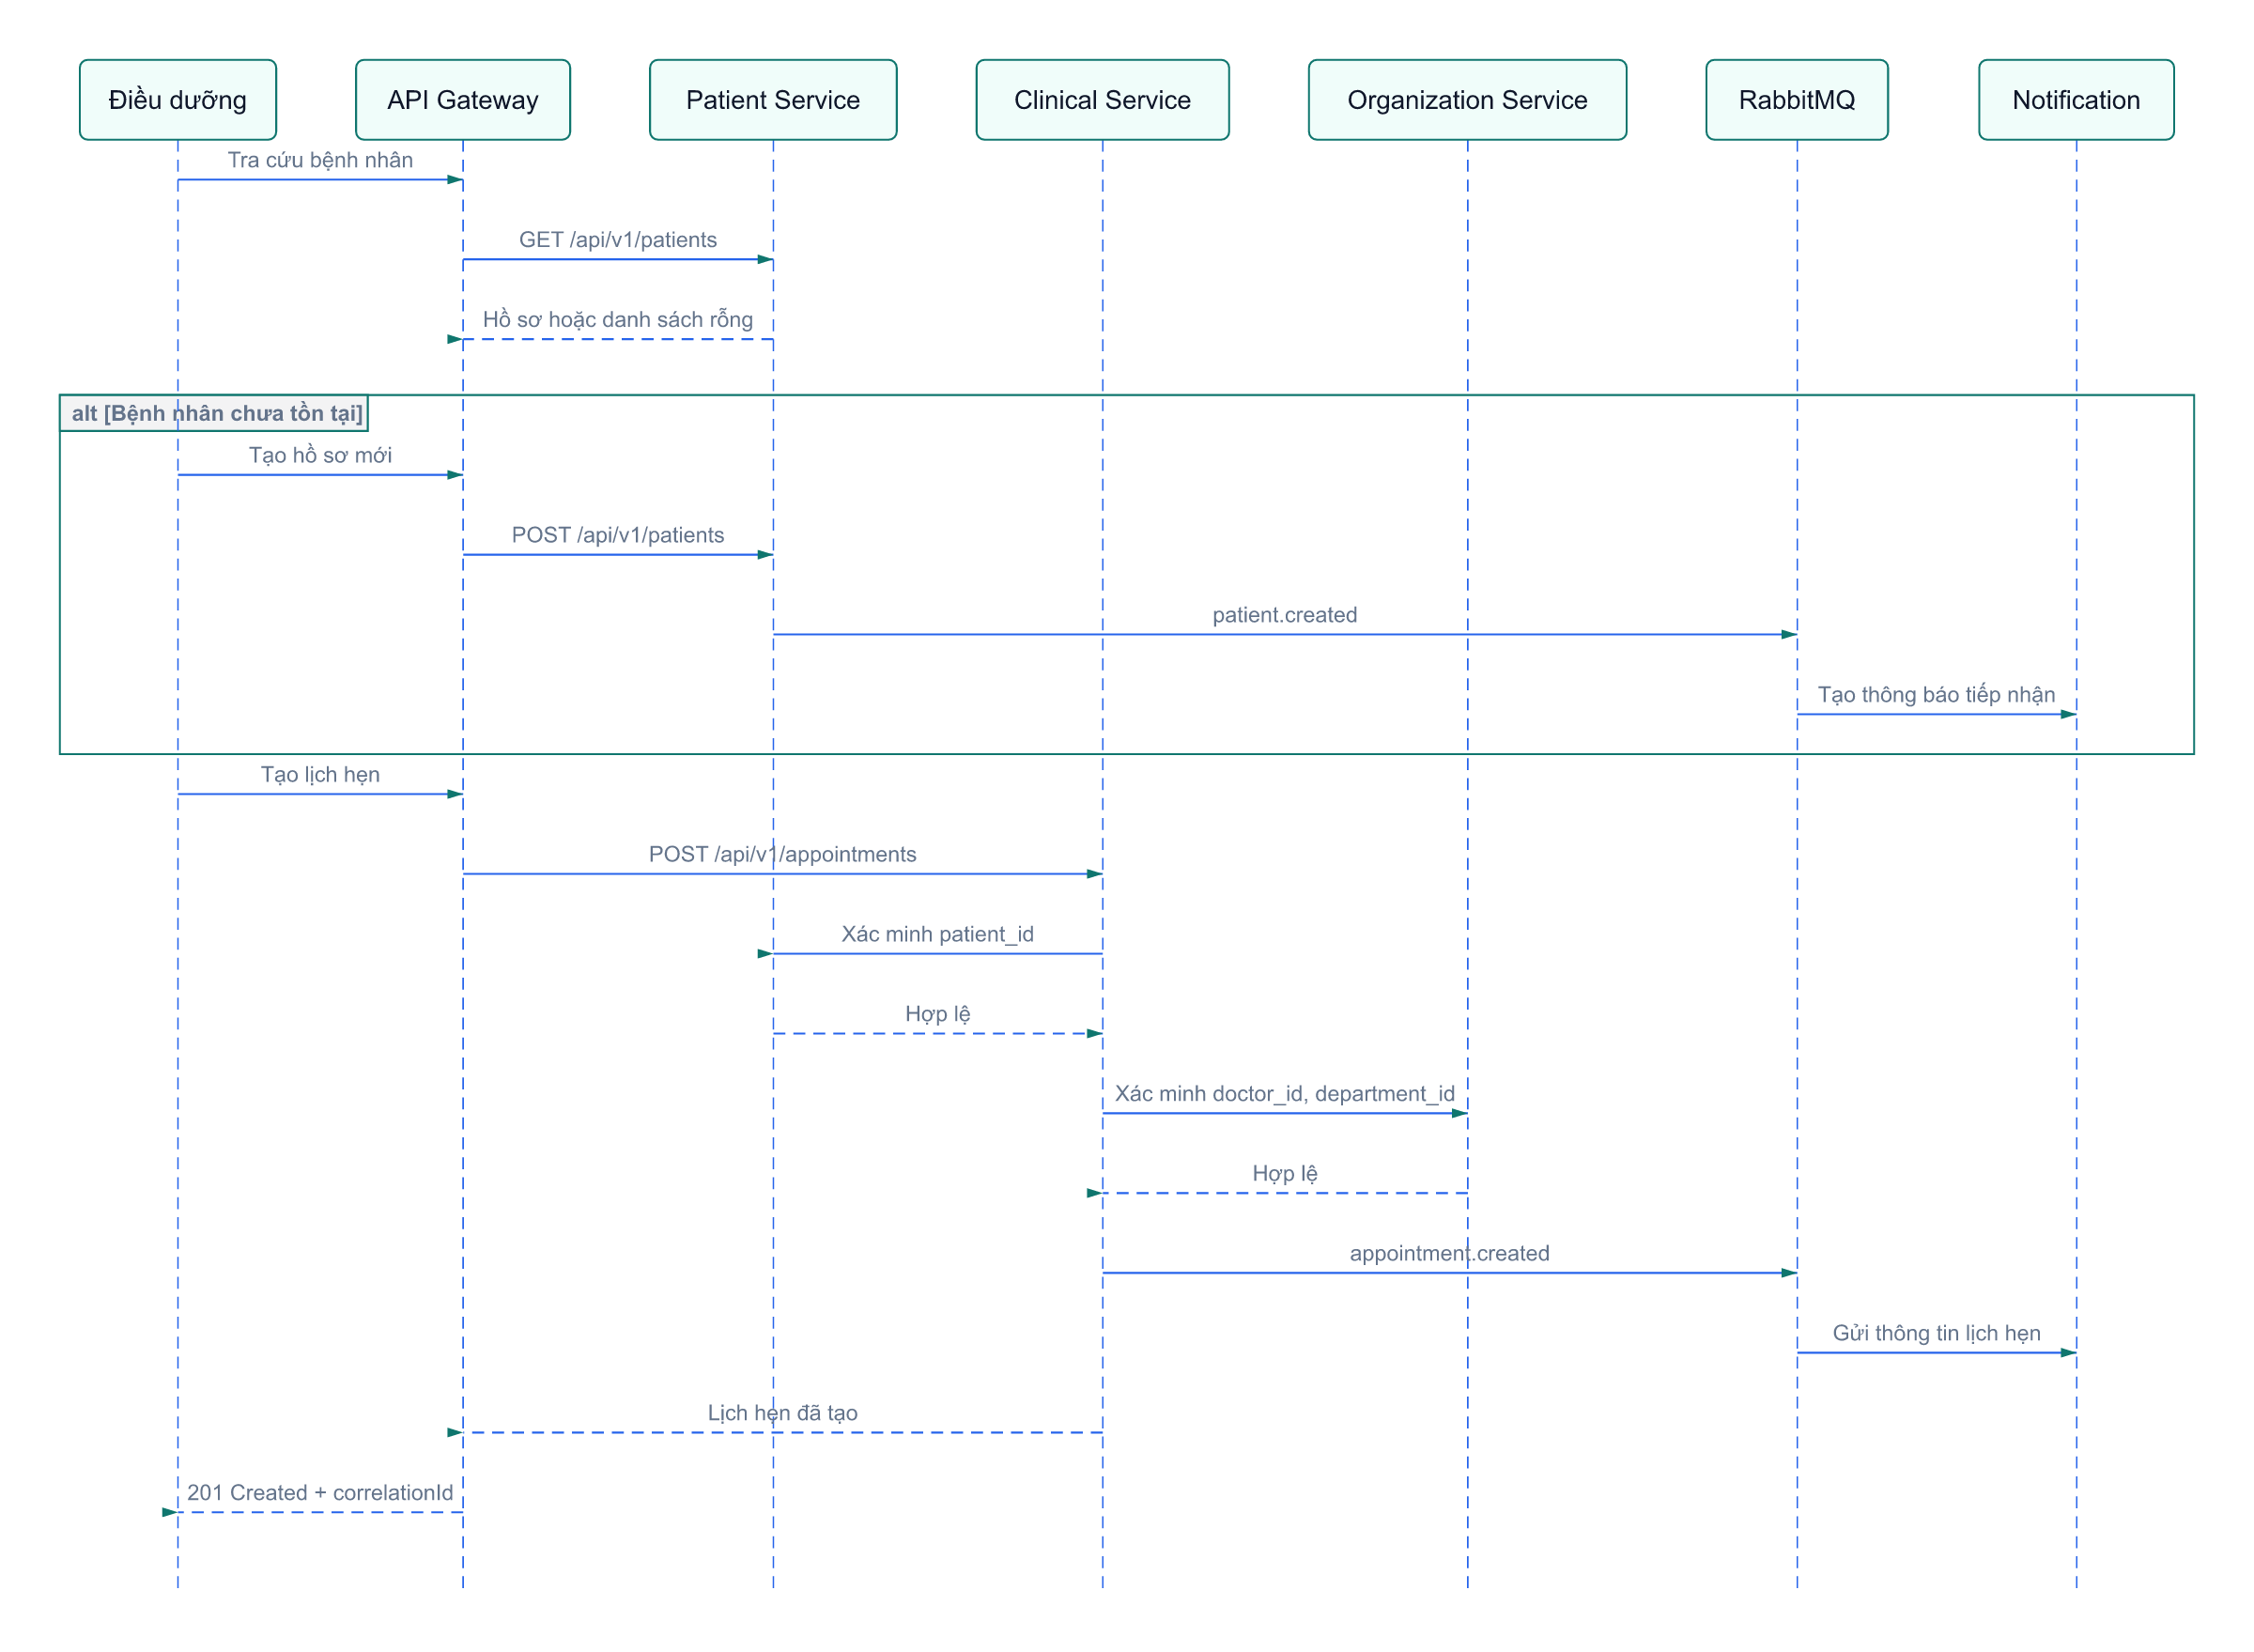 Điều dưỡng
API Gateway
Patient Service
Clinical Service
Organization Service
RabbitMQ
Notification
Tra cứu bệnh nhân
GET /api/v1/patients
Hồ sơ hoặc danh sách rỗng
alt [Bệnh nhân chưa tồn tại]
Tạo hồ sơ mới
POST /api/v1/patients
patient.created
Tạo thông báo tiếp nhận
Tạo lịch hẹn
POST /api/v1/appointments
Xác minh patient_id
Hợp lệ
Xác minh doctor_id, department_id
Hợp lệ
appointment.created
Gửi thông tin lịch hẹn
Lịch hẹn đã tạo
201 Created + correlationId